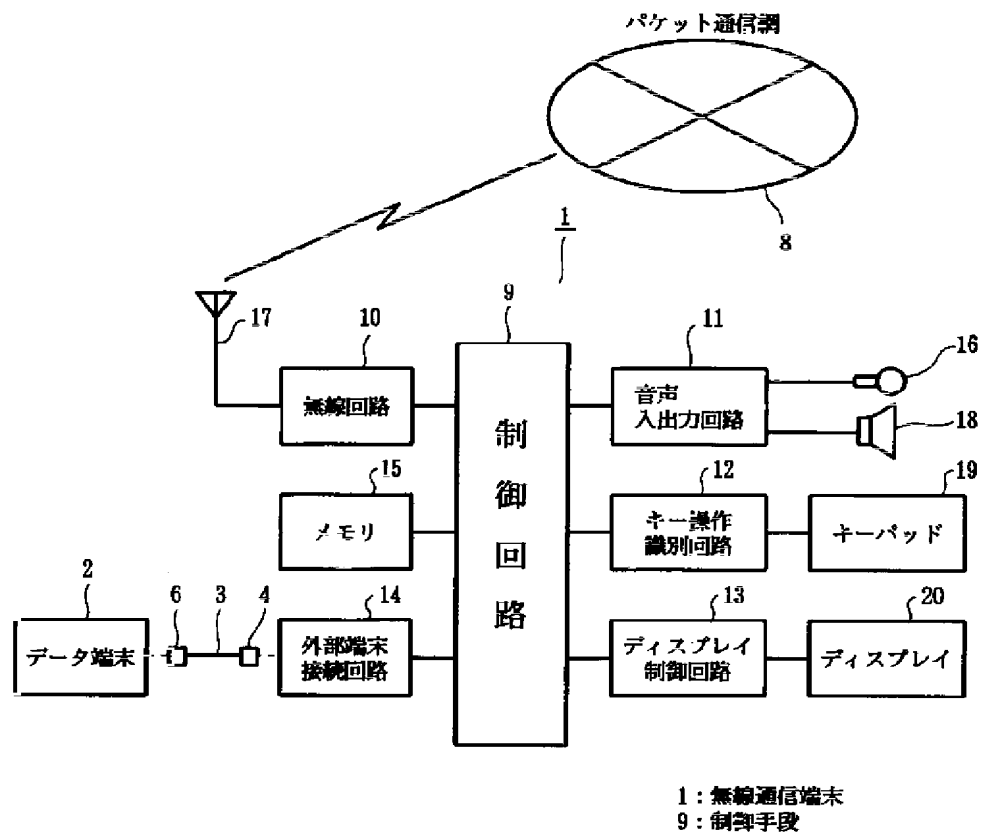 パケット通信調
8
1
17
10
9
11
16
無線回路
音声
入出力回路
18
制御回路
15
12
19
メモリ
キー操作
識別回路
キーパッド
2
6
3
4
14
13
20
データ端末
外部端末
接続回路
ディスプレイ
制御回路
ディスプレイ
1:無線通信端末
9:制御手段